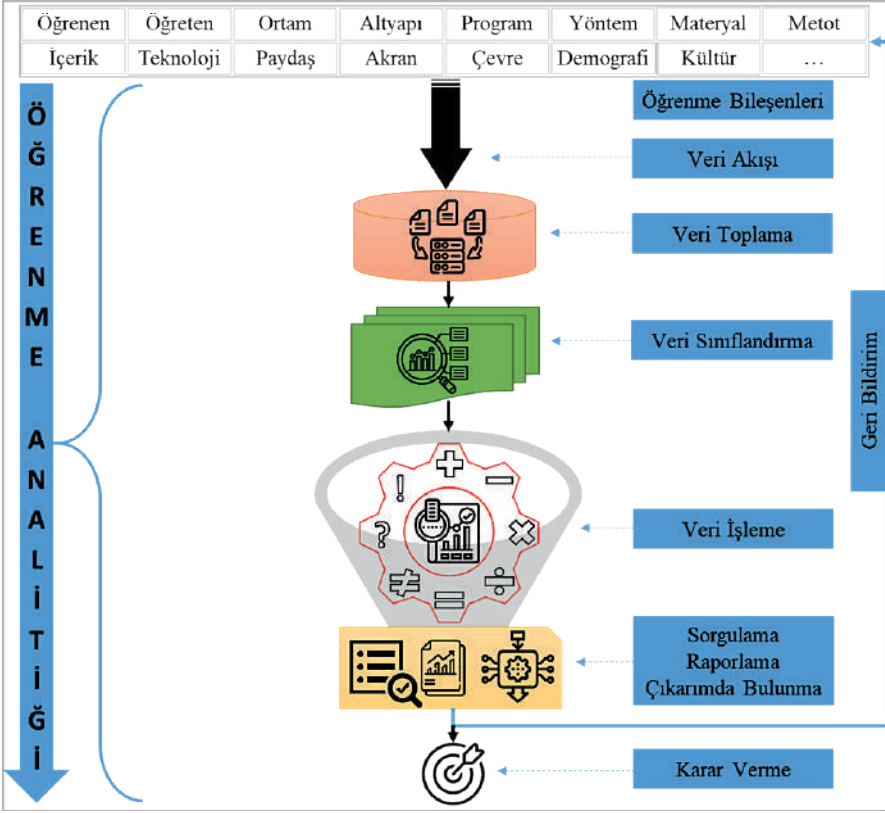 Öğrenen Öğreten Ortam Altyapı Program Yöntem Materyal Metot
İçerik Teknoloji Paydaş Akran Çevre Demografi Kültür …
ÖĞRENME ANALİTİĞİ
Öğrenme Bileşenleri
Veri Akışı
Veri Toplama
Veri Sınıflandırma
Geri Bildirim
Veri İşleme
Sorgulama
Raporlama
Çıkarımda Bulunma
Karar Verme